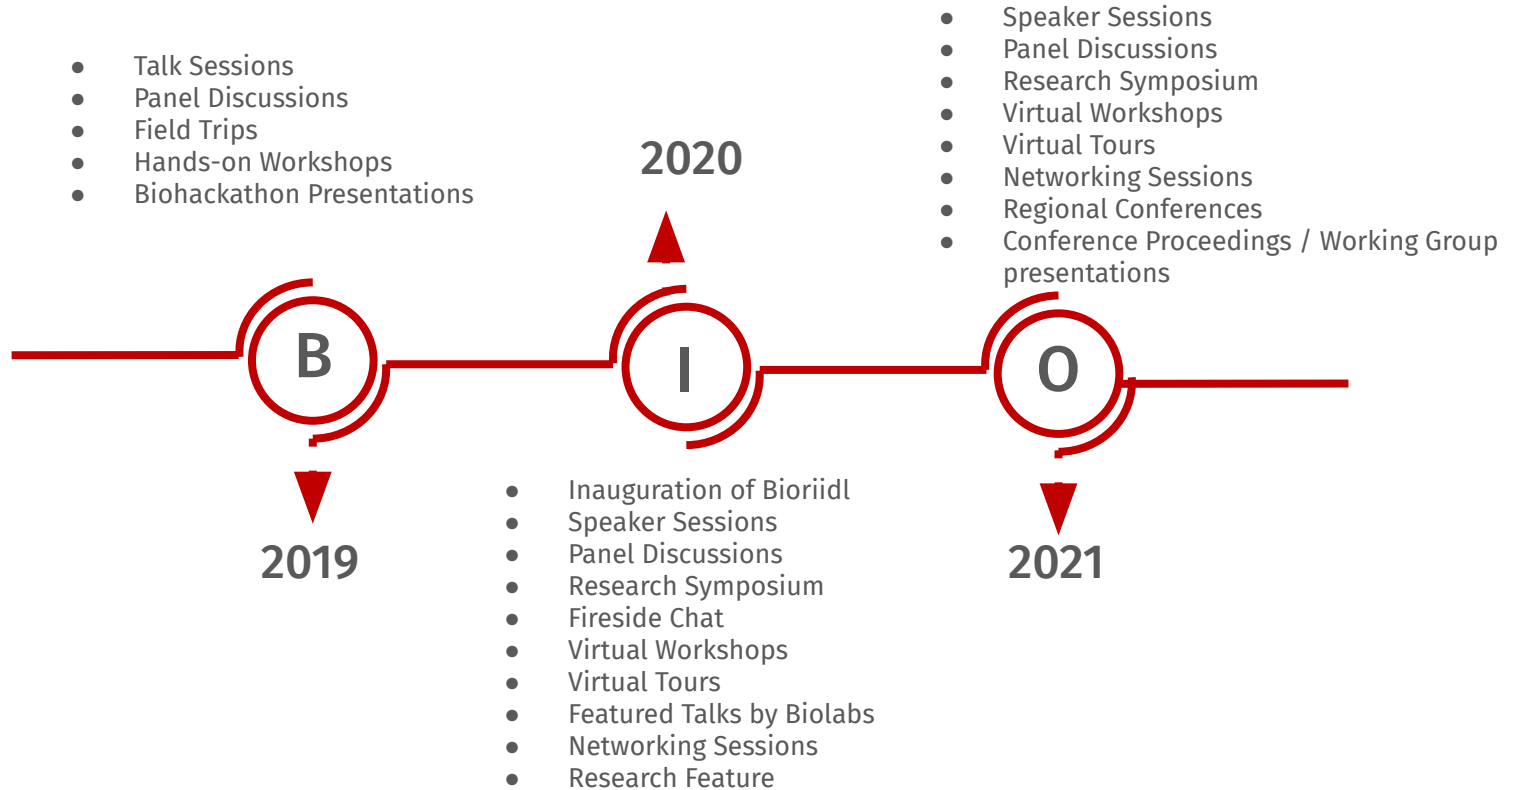 ● Talk Sessions
● Panel Discussions
● Field Trips
● Hands-on Workshops
● Biohackathon Presentations
B
2019
2020
I
● Inauguration of Bioriidl
● Speaker Sessions
● Panel Discussions
● Research Symposium
● Fireside Chat
● Virtual Workshops
● Virtual Tours
● Featured Talks by Biolabs
● Networking Sessions
● Research Feature
● Speaker Sessions
● Panel Discussions
● Research Symposium
● Virtual Workshops
● Virtual Tours
● Networking Sessions
● Regional Conferences
● Conference Proceedings / Working Group
presentations
O
2021